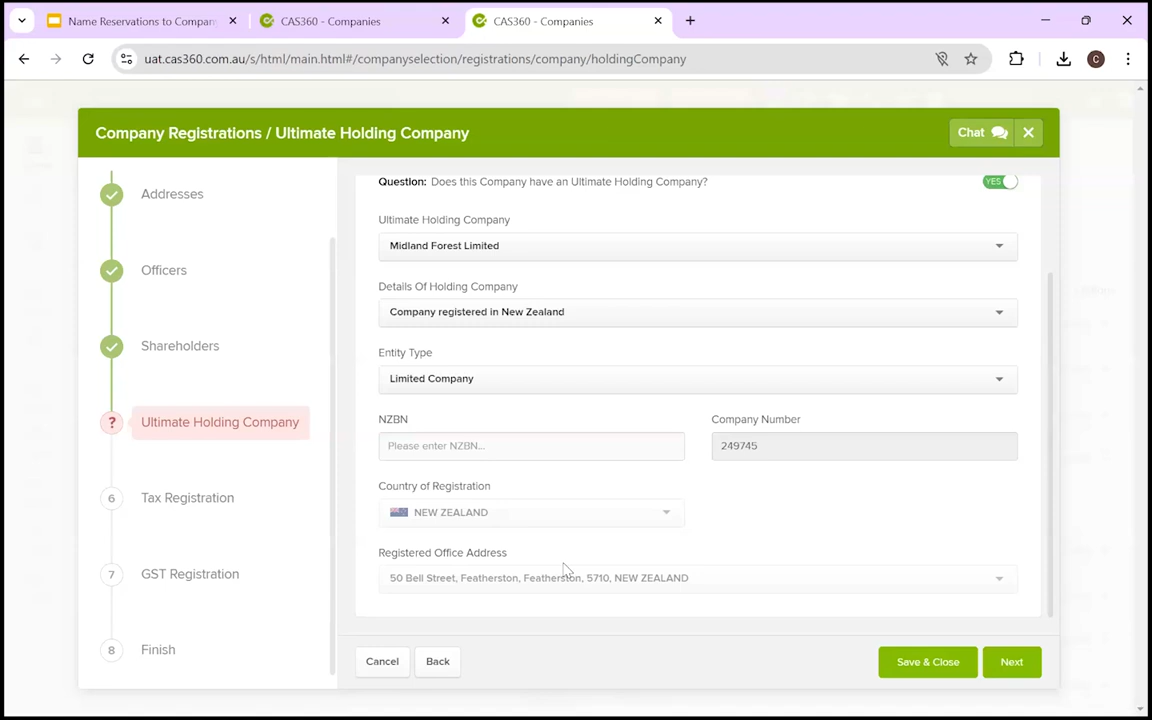 Name Reservations to Compan
CAS360 - Companies
CAS360 - Companies
uat.cas360.com.au/s/html/main.html#/companyselection/registrations/company/holdingCompany
C
Company Registrations / Ultimate Holding Company
Chat
Addresses
Officers
Shareholders
? Ultimate Holding Company
6 Tax Registration
7 GST Registration
8 Finish
Question: Does this Company have an Ultimate Holding Company?
YES
Ultimate Holding Company
Midland Forest Limited
Details Of Holding Company
Company registered in New Zealand
Entity Type
Limited Company
NZBN
Company Number
Please enter NZBN...
249745
Country of Registration
NEW ZEALAND
Registered Office Address
50 Bell Street, Featherston, Featherston, 5710, NEW ZEALAND
Cancel
Back
Save & Close
Next